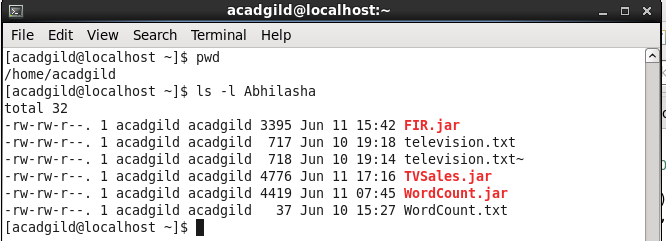 acadgild@localhost:~
File Edit View Search Terminal Help
[acadgild@localhost ~]$ pwd
/home/acadgild
[acadgild@localhost ~]$ ls -l Abhilasha
total 32
-rw-rw-r--. 1 acadgild acadgild 3395 Jun 11 15:42 FIR.jar
-rw-rw-r--. 1 acadgild acadgild  717 Jun 10 19:18 television.txt
-rw-rw-r--. 1 acadgild acadgild  718 Jun 10 19:14 television.txt~
-rw-rw-r--. 1 acadgild acadgild 4776 Jun 11 17:16 TVSales.jar
-rw-rw-r--. 1 acadgild acadgild 4419 Jun 11 07:45 WordCount.jar
-rw-rw-r--. 1 acadgild acadgild   37 Jun 10 15:27 WordCount.txt
[acadgild@localhost ~]$